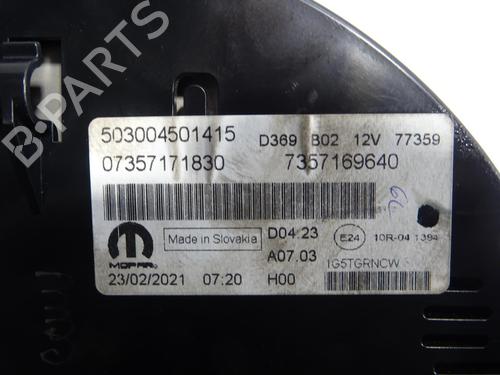 503004501415 D369 B02 12V 77359
07357171830 7357169640
MOPAR Made in Slovakia D04.23 E24 10R-04 1394
A07.03 1G5TGRNCW
23/02/2021 07:20 H00
B-PARTS